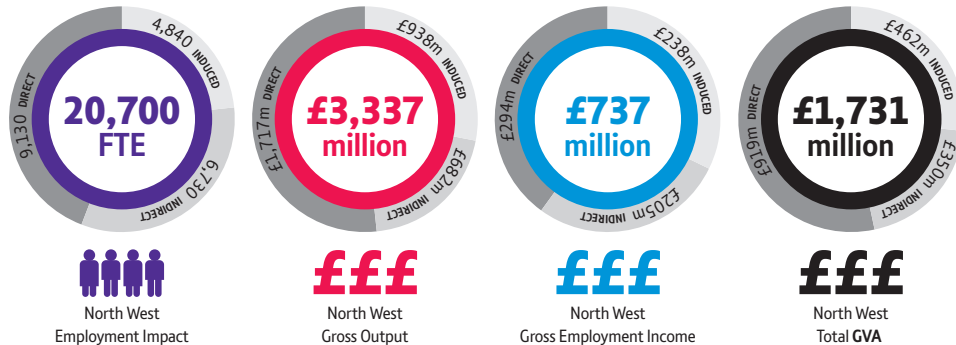 4,840 INDUCED
9,130 DIRECT
20,700
FTE
6,730 INDIRECT
North West
Employment Impact
£938m INDUCED
£1,717m DIRECT
£3,337
million
£682m INDIRECT
£££
North West
Gross Output
£238m INDUCED
£294m DIRECT
£737
million
£205m INDIRECT
£££
North West
Gross Employment Income
£462m INDUCED
£919m DIRECT
£1,731
million
£350m INDIRECT
£££
North West
Total GVA